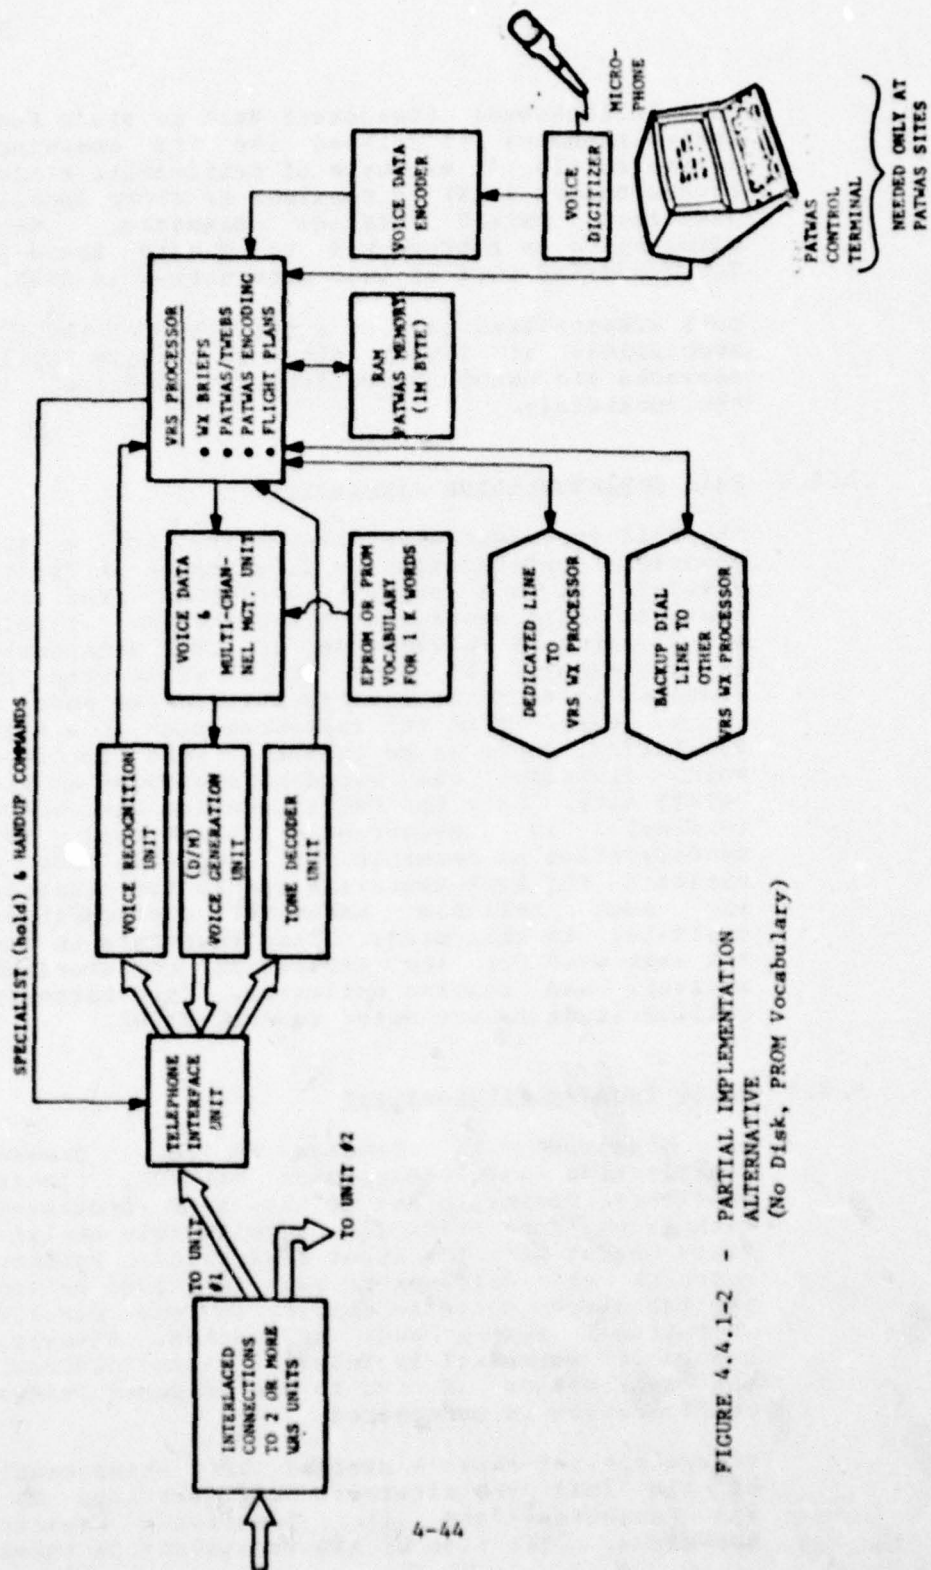 SPECIALIST (hold) & HANDUP COMMANDS
INTERLACED
CONNECTIONS
TO 2 OR MORE
VRS UNITS
TO UNIT
#1
TO UNIT #2
TELEPHONE
INTERFACE
UNIT
VOICE RECOGNITION
UNIT
(D/M)
VOICE GENERATION
UNIT
TONE DECODER
UNIT
VOICE DATA
&
MULTI-CHAN-
NEL MGT. UNIT
EPROM OR PROM
VOCABULARY
FOR 1 K WORDS
VRS PROCESSOR
• WX BRIEFS
• PATWAS/TWEBS
• PATWAS ENCODING
• FLIGHT PLANS
RAM
PATWAS MEMORY
(1M BYTE)
VOICE DATA
ENCODER
VOICE
DIGITIZER
MICRO-
PHONE
PATWAS
CONTROL
TERMINAL
NEEDED ONLY AT
PATWAS SITES
DEDICATED LINE
TO
VRS WX PROCESSOR
BACKUP DIAL
LINE TO
OTHER
VRS WX PROCESSOR
FIGURE 4.4.1-2 - PARTIAL IMPLEMENTATION
ALTERNATIVE
(No Disk, PROM Vocabulary)
4-44